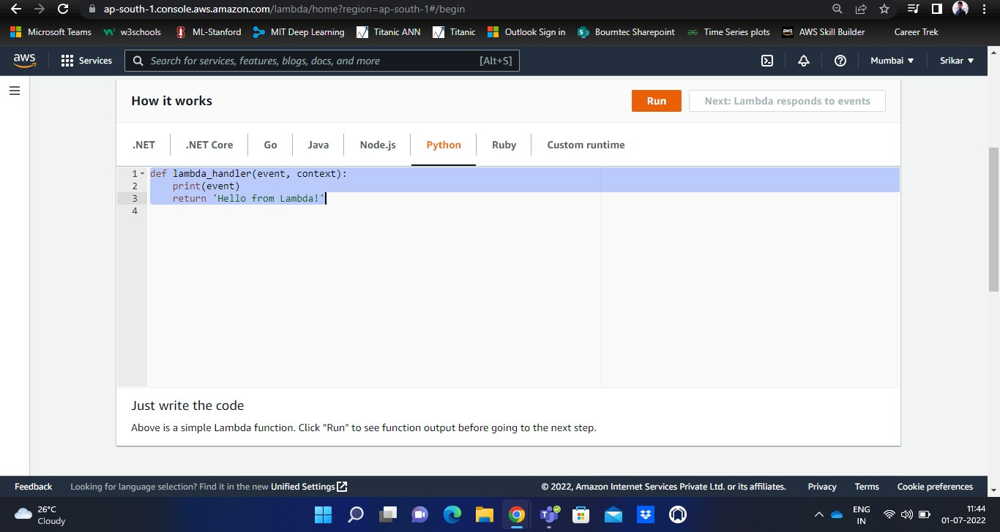 ap-south-1.console.aws.amazon.com/lambda/home?region=ap-south-1#/begin
Microsoft Teams w3schools ML-Stanford MIT Deep Learning Titanic ANN Titanic Outlook Sign in Bourntec Sharepoint Time Series plots aws AWS Skill Builder Career Trek
aws Services Search for services, features, blogs, docs, and more [Alt+S] Mumbai ▼ Srikar ▼
How it works Run Next: Lambda responds to events
.NET .NET Core Go Java Node.js Python Ruby Custom runtime
1 def lambda_handler(event, context):
2 print(event)
3 return 'Hello from Lambda!'
4
Just write the code
Above is a simple Lambda function. Click "Run" to see function output before going to the next step.
Feedback Looking for language selection? Find it in the new Unified Settings © 2022, Amazon Internet Services Private Ltd. or its affiliates. Privacy Terms Cookie preferences
26°C ENG 11:44
Cloudy IN 01-07-2022